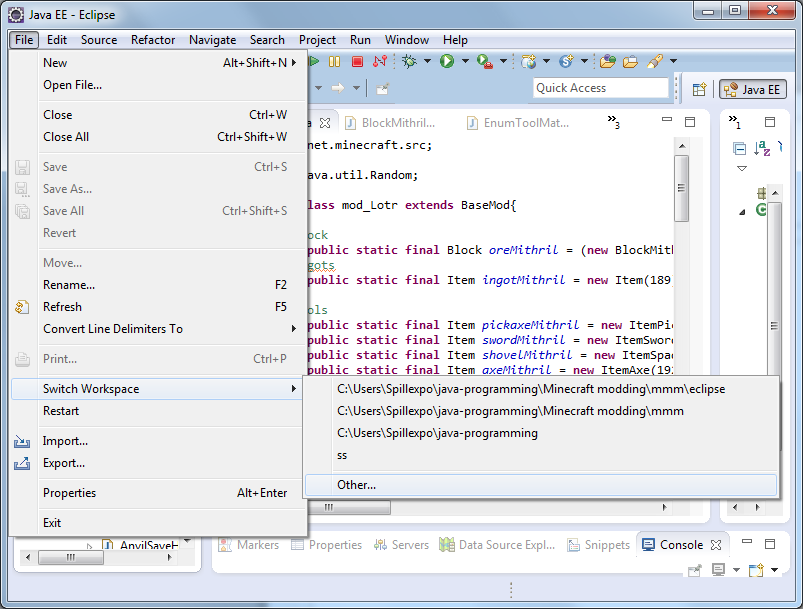 Java EE - Eclipse
File Edit Source Refactor Navigate Search Project Run Window Help
New Alt+Shift+N
Open File...
Close Ctrl+W
Close All Ctrl+Shift+W
Save Ctrl+S
Save As...
Save All Ctrl+Shift+S
Revert
Move...
Rename... F2
Refresh F5
Convert Line Delimiters To
Print... Ctrl+P
Switch Workspace
Restart
Import...
Export...
Properties Alt+Enter
Exit
C:\Users\Spillexpo\java-programming\Minecraft modding\mmm\eclipse
C:\Users\Spillexpo\java-programming\Minecraft modding\mmm
C:\Users\Spillexpo\java-programming
ss
Other...
Quick Access
Java EE
a BlockMithril... EnumToolMat... »3
»1
net.minecraft.src;
ava.util.Random;
lass mod_Lotr extends BaseMod{
ock
public static final Block oreMithril = (new BlockMith
gots
public static final Item ingotMithril = new Item(189
ols
public static final Item pickaxeMithril = new ItemPic
public static final Item swordMithril = new ItemSword
public static final Item shovelMithril = new ItemSpac
public static final Item axeMithril = new ItemAxe(192
AnvilSaveH
Markers Properties Servers Data Source Expl... Snippets Console